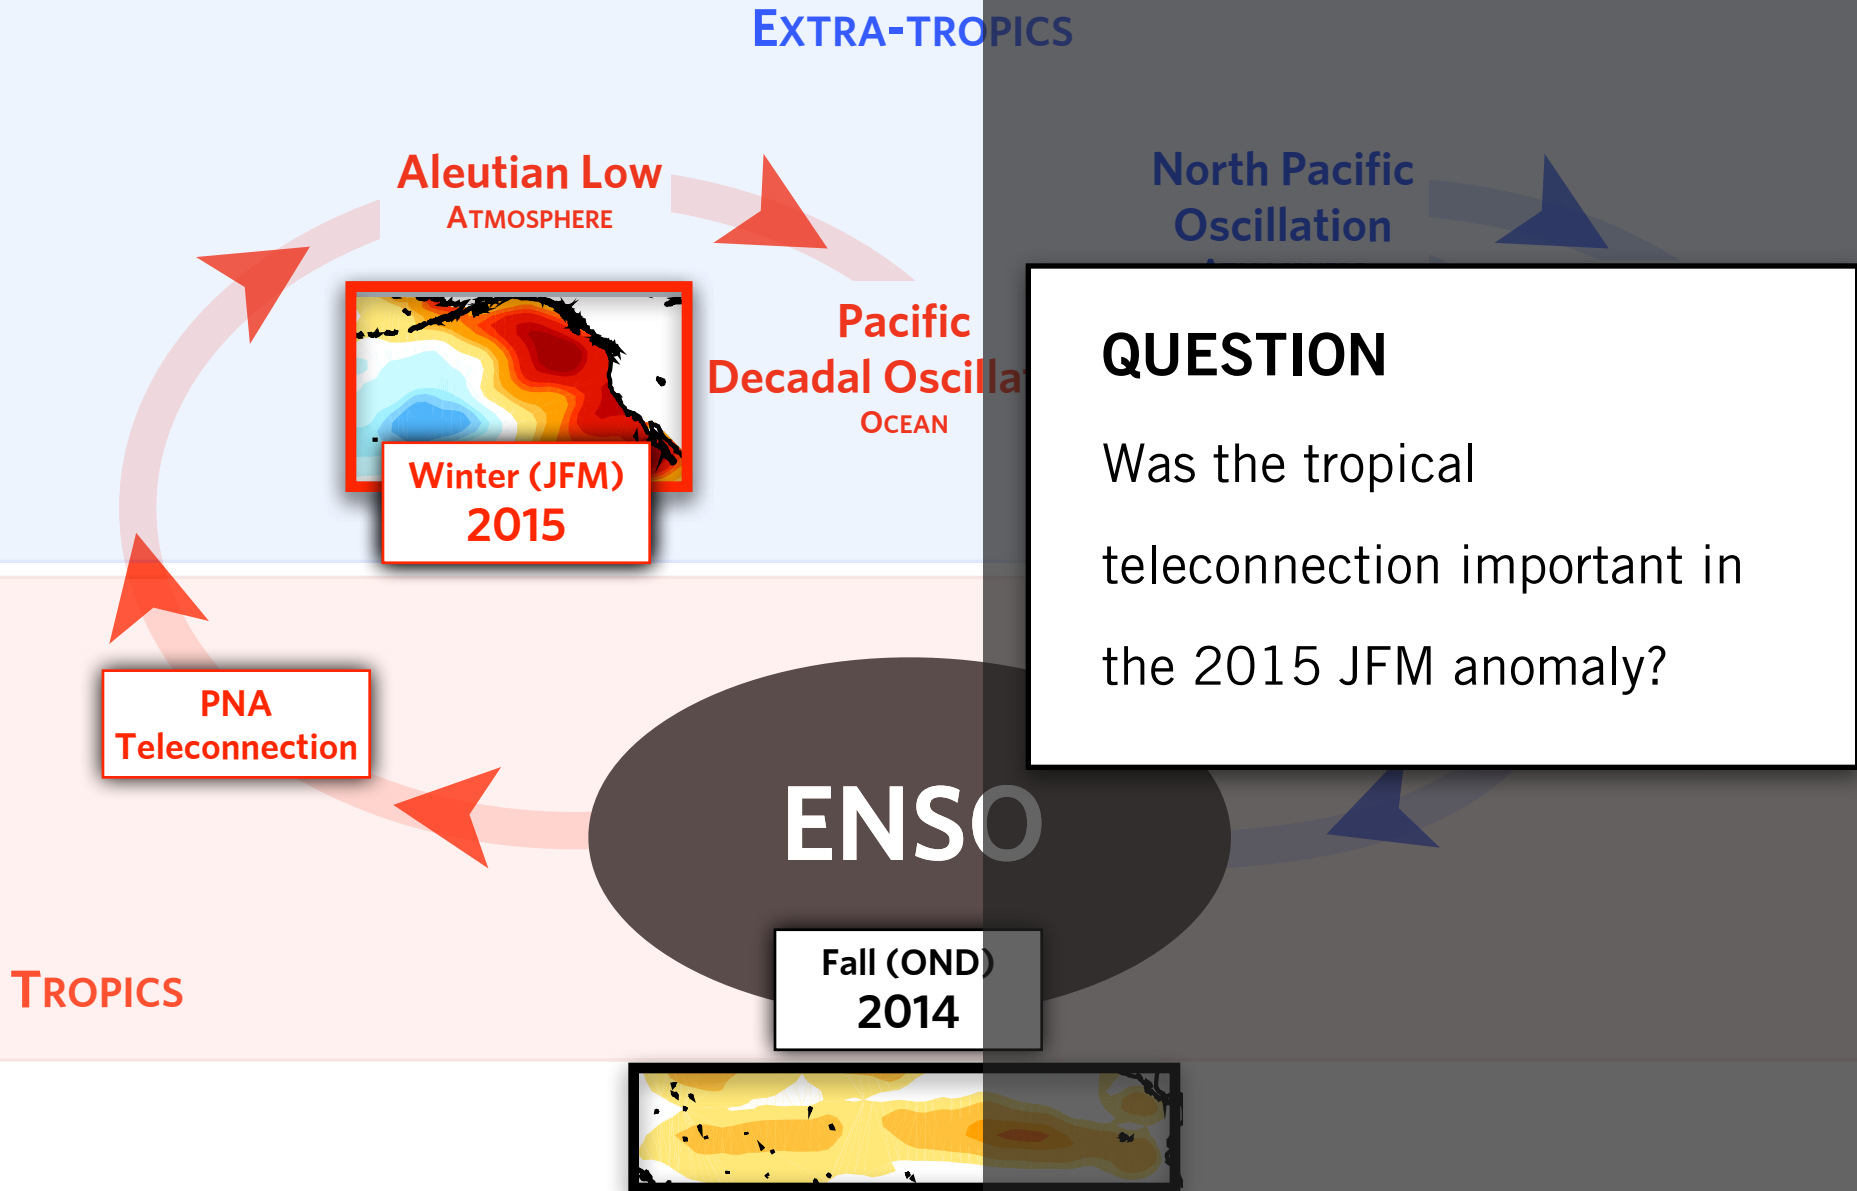 EXTRA-TROPICS
Aleutian Low
ATMOSPHERE
North Pacific
Oscillation
Pacific
Decadal Oscilla
OCEAN
Winter (JFM)
2015
QUESTION
Was the tropical
teleconnection important in
the 2015 JFM anomaly?
PNA
Teleconnection
ENSO
Fall (OND)
2014
TROPICS